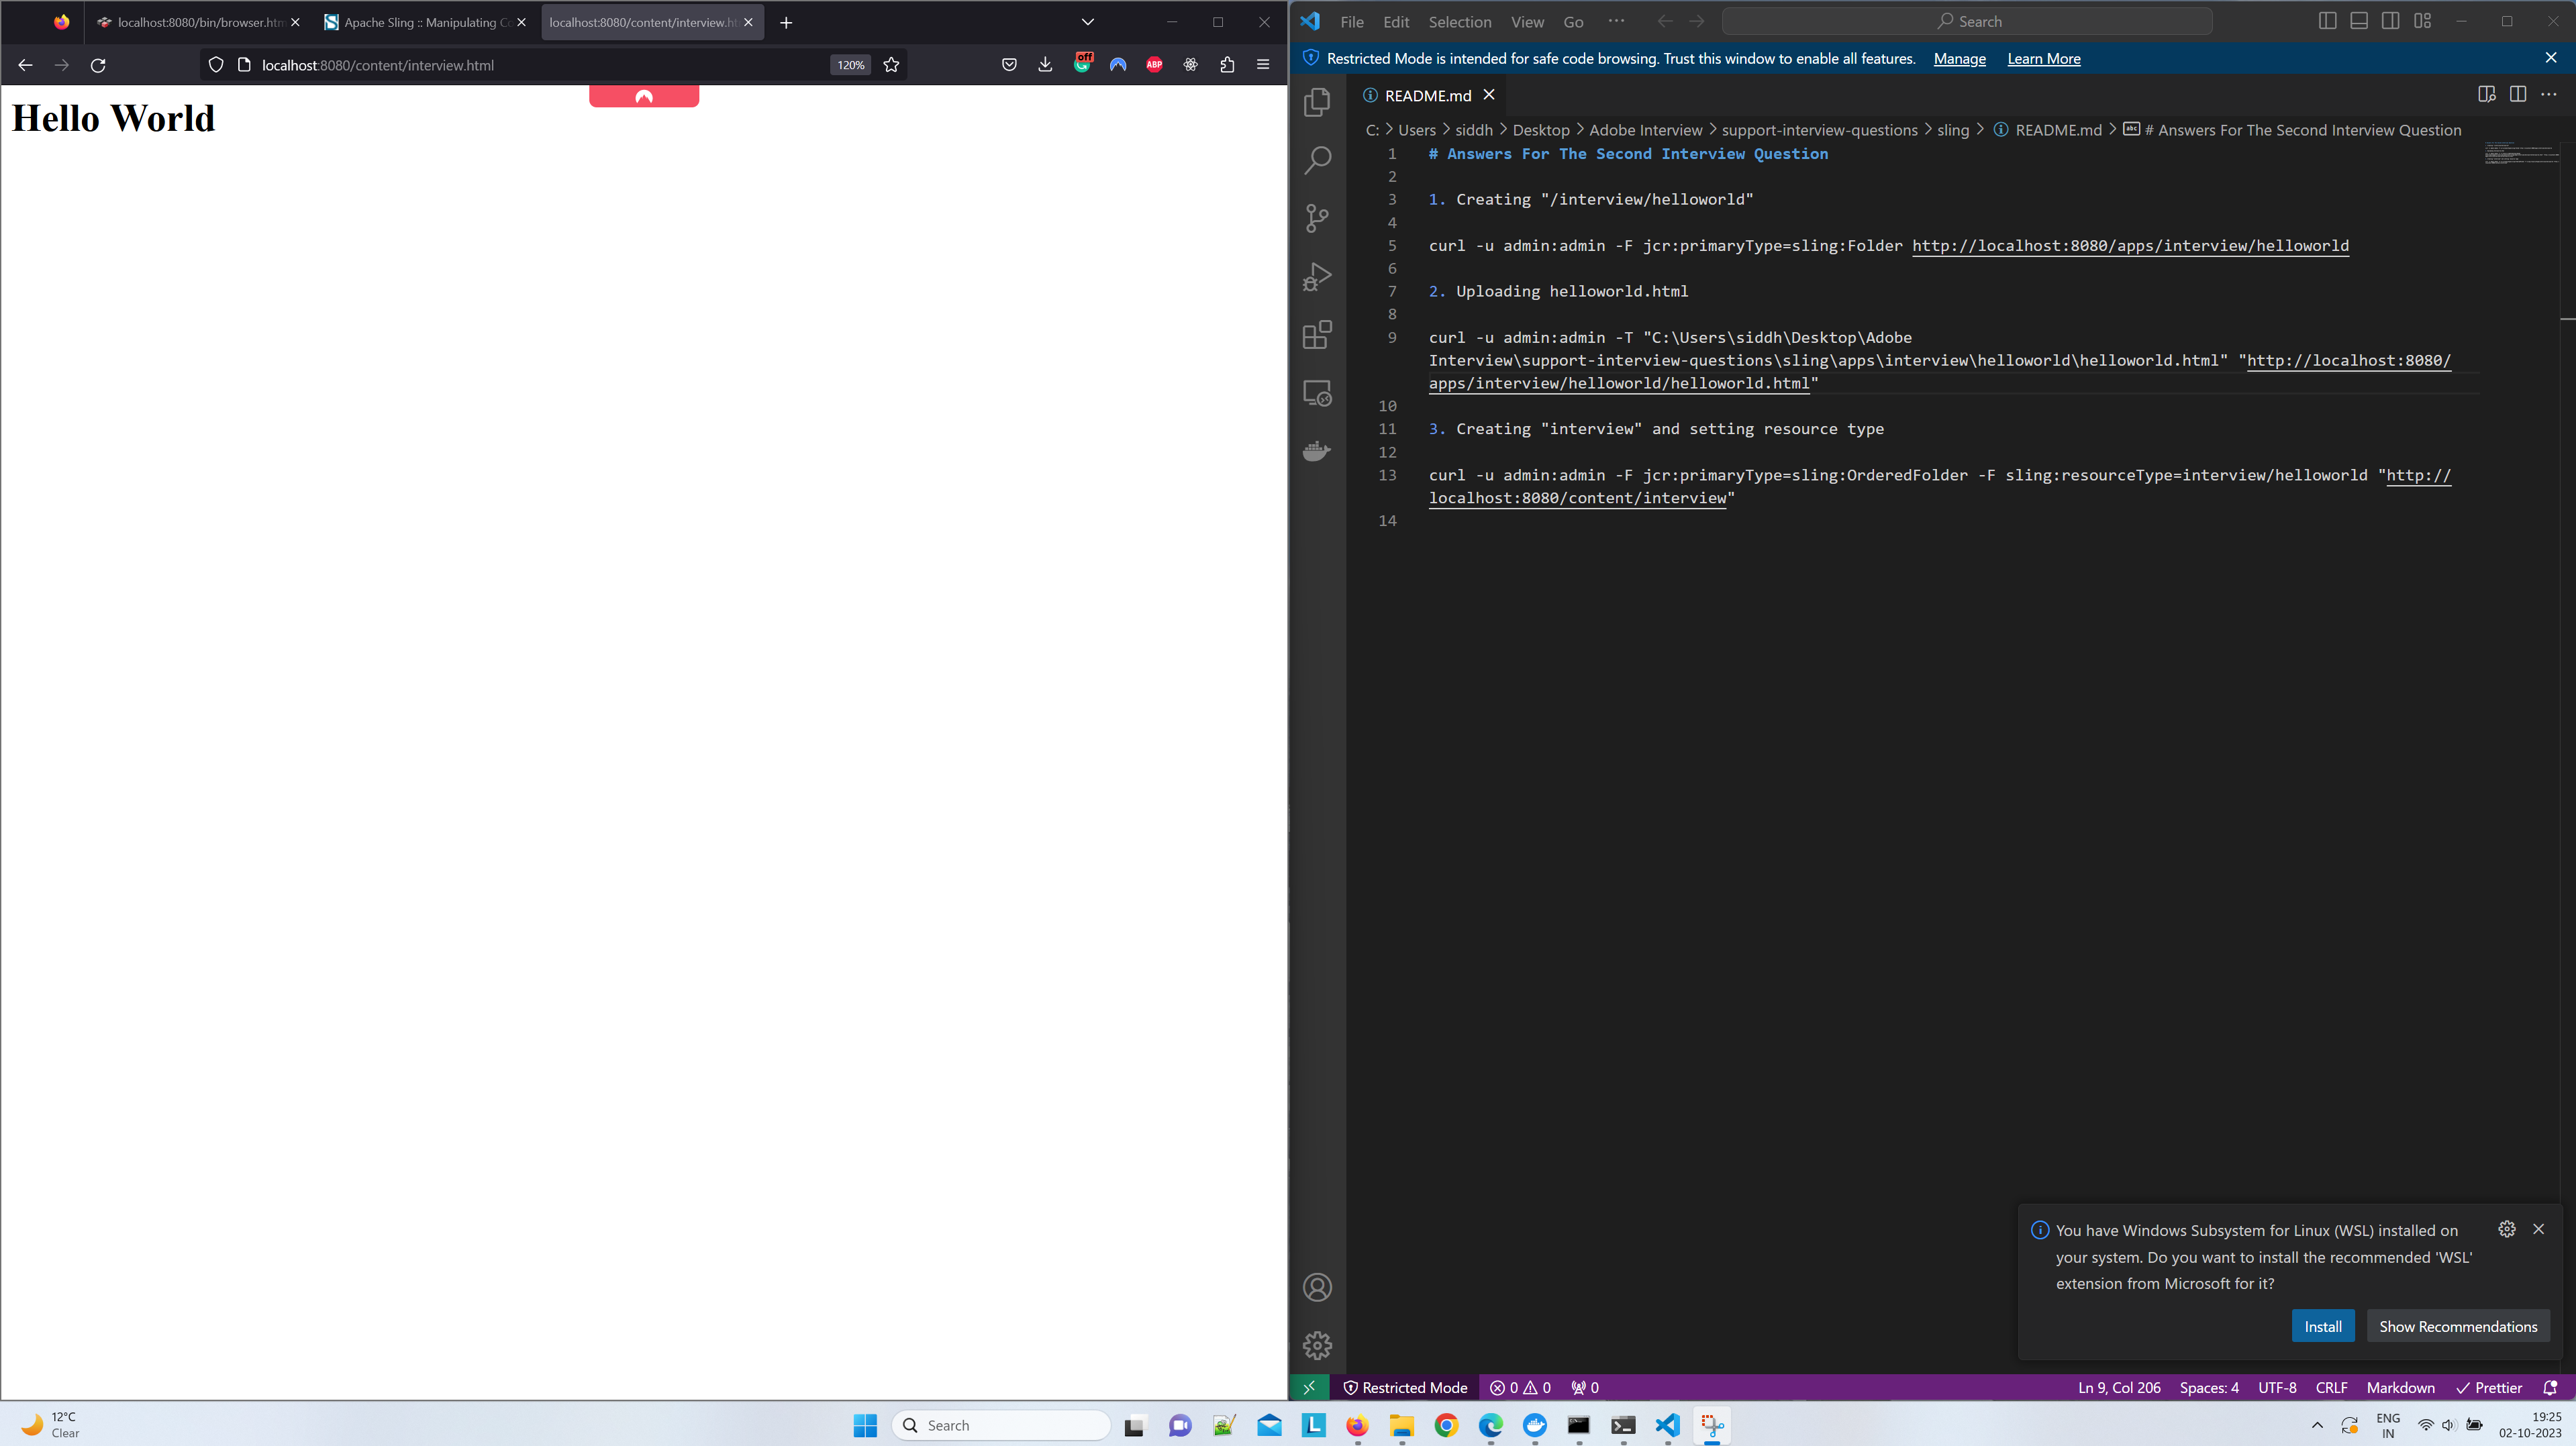 localhost:8080/bin/browser.htm
Apache Sling :: Manipulating Co
localhost:8080/content/interview.ht
localhost:8080/content/interview.html
120%
off
ABP
Hello World
File Edit Selection View Go ··· Search
Restricted Mode is intended for safe code browsing. Trust this window to enable all features. Manage Learn More
README.md
C: > Users > siddh > Desktop > Adobe Interview > support-interview-questions > sling > README.md > # Answers For The Second Interview Question
1 # Answers For The Second Interview Question
2
3 1. Creating "/interview/helloworld"
4
5 curl -u admin:admin -F jcr:primaryType=sling:Folder http://localhost:8080/apps/interview/helloworld
6
7 2. Uploading helloworld.html
8
9 curl -u admin:admin -T "C:\Users\siddh\Desktop\Adobe
Interview\support-interview-questions\sling\apps\interview\helloworld\helloworld.html" "http://localhost:8080/
apps/interview/helloworld/helloworld.html"
10
11 3. Creating "interview" and setting resource type
12
13 curl -u admin:admin -F jcr:primaryType=sling:OrderedFolder -F sling:resourceType=interview/helloworld "http://
localhost:8080/content/interview"
14
You have Windows Subsystem for Linux (WSL) installed on
your system. Do you want to install the recommended 'WSL'
extension from Microsoft for it?
Install Show Recommendations
Restricted Mode 0 0 0 Ln 9, Col 206 Spaces: 4 UTF-8 CRLF Markdown Prettier
12°C
Clear
Search
ENG
IN
19:25
02-10-2023